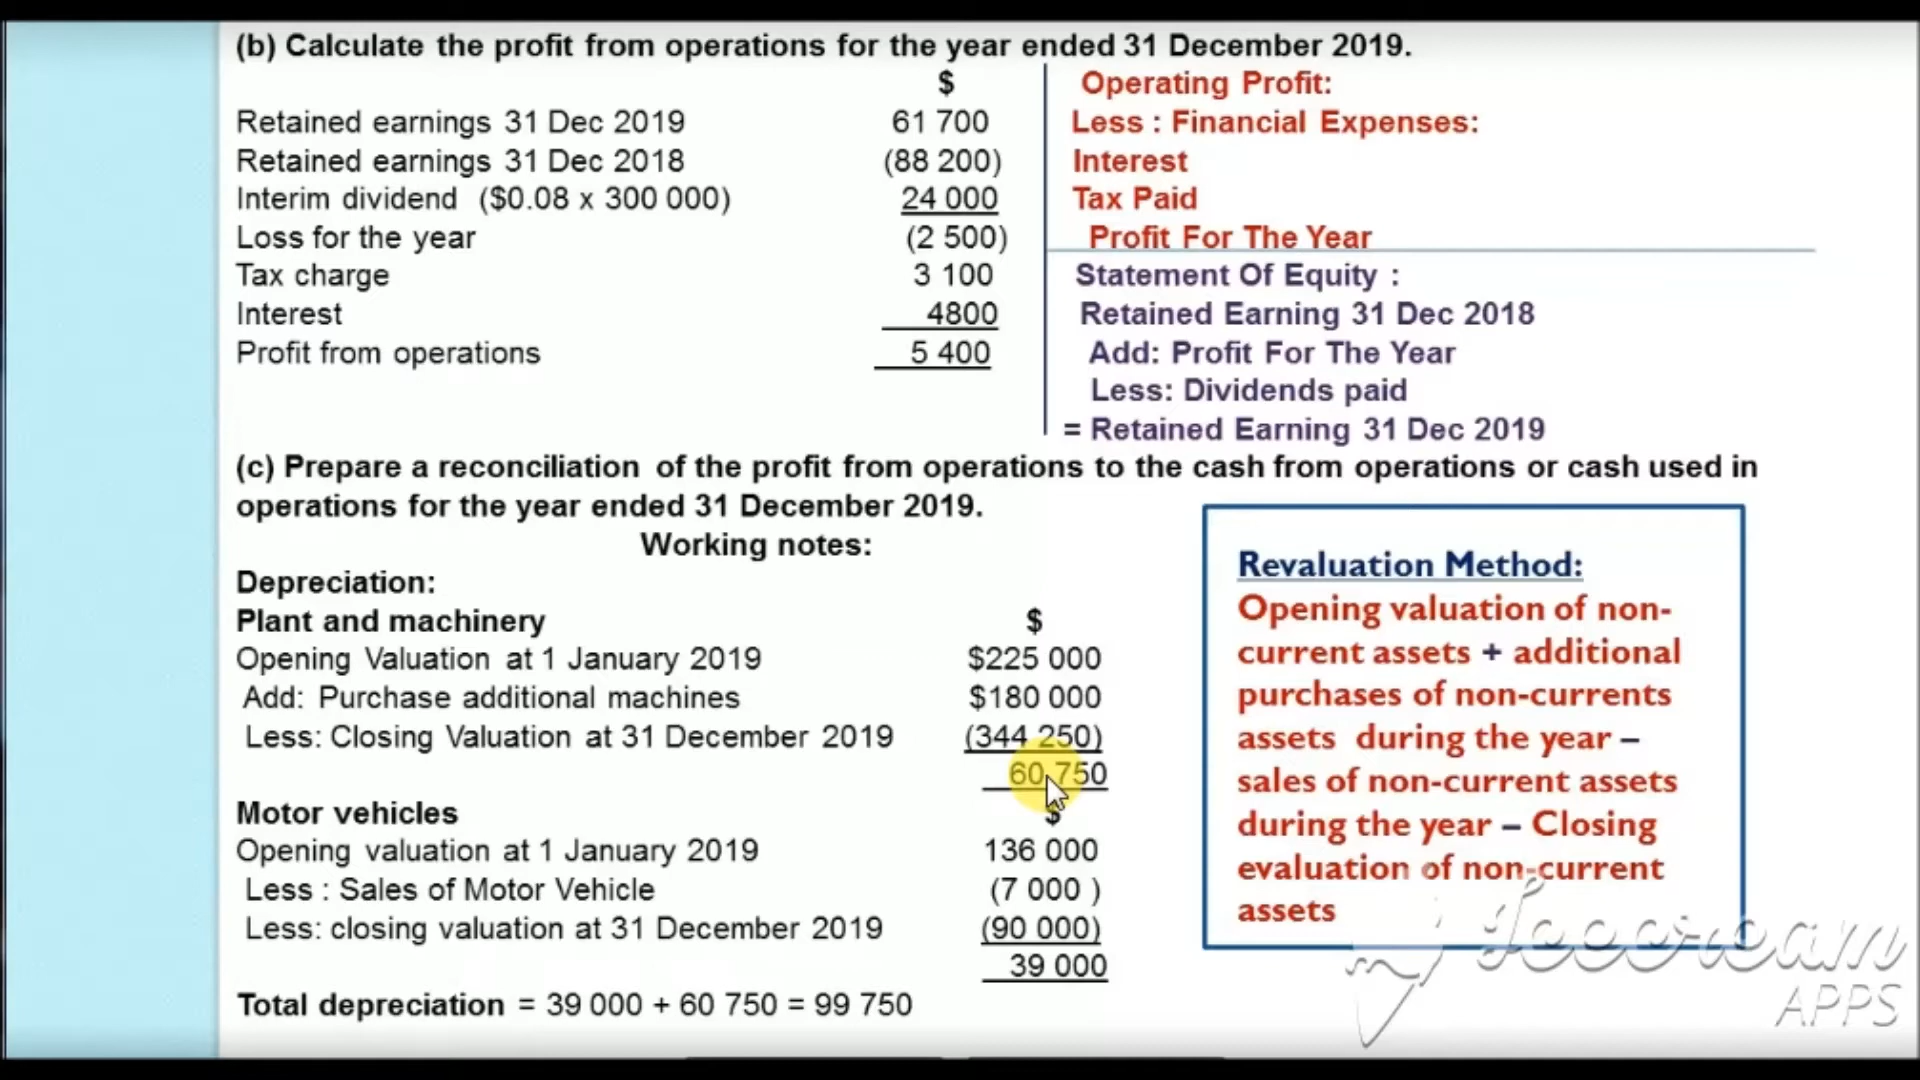 (b) Calculate the profit from operations for the year ended 31 December 2019.
$
Retained earnings 31 Dec 2019 61 700
Retained earnings 31 Dec 2018 (88 200)
Interim dividend ($0.08 x 300 000) 24 000
Loss for the year (2 500)
Tax charge 3 100
Interest 4800
Profit from operations 5 400
Operating Profit:
Less : Financial Expenses:
Interest
Tax Paid
Profit For The Year
Statement Of Equity :
Retained Earning 31 Dec 2018
Add: Profit For The Year
Less: Dividends paid
= Retained Earning 31 Dec 2019
(c) Prepare a reconciliation of the profit from operations to the cash from operations or cash used in
operations for the year ended 31 December 2019.
Working notes:
Depreciation:
Plant and machinery $
Opening Valuation at 1 January 2019 $225 000
Add: Purchase additional machines $180 000
Less: Closing Valuation at 31 December 2019 (344 250)
60 750
Motor vehicles $
Opening valuation at 1 January 2019 136 000
Less : Sales of Motor Vehicle (7 000 )
Less: closing valuation at 31 December 2019 (90 000)
39 000
Total depreciation = 39 000 + 60 750 = 99 750
Revaluation Method:
Opening valuation of non-
current assets + additional
purchases of non-currents
assets during the year –
sales of non-current assets
during the year – Closing
evaluation of non-current
assets
Icecream
APPS